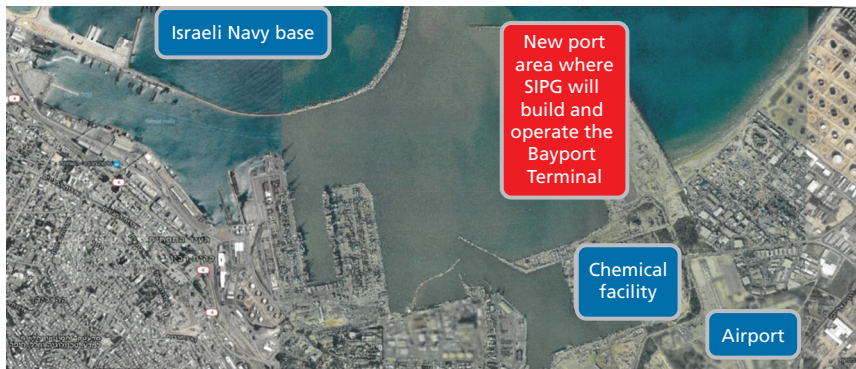 Israeli Navy base
New port
area where
SIPG will
build and
operate the
Bayport
Terminal
Chemical
facility
Airport